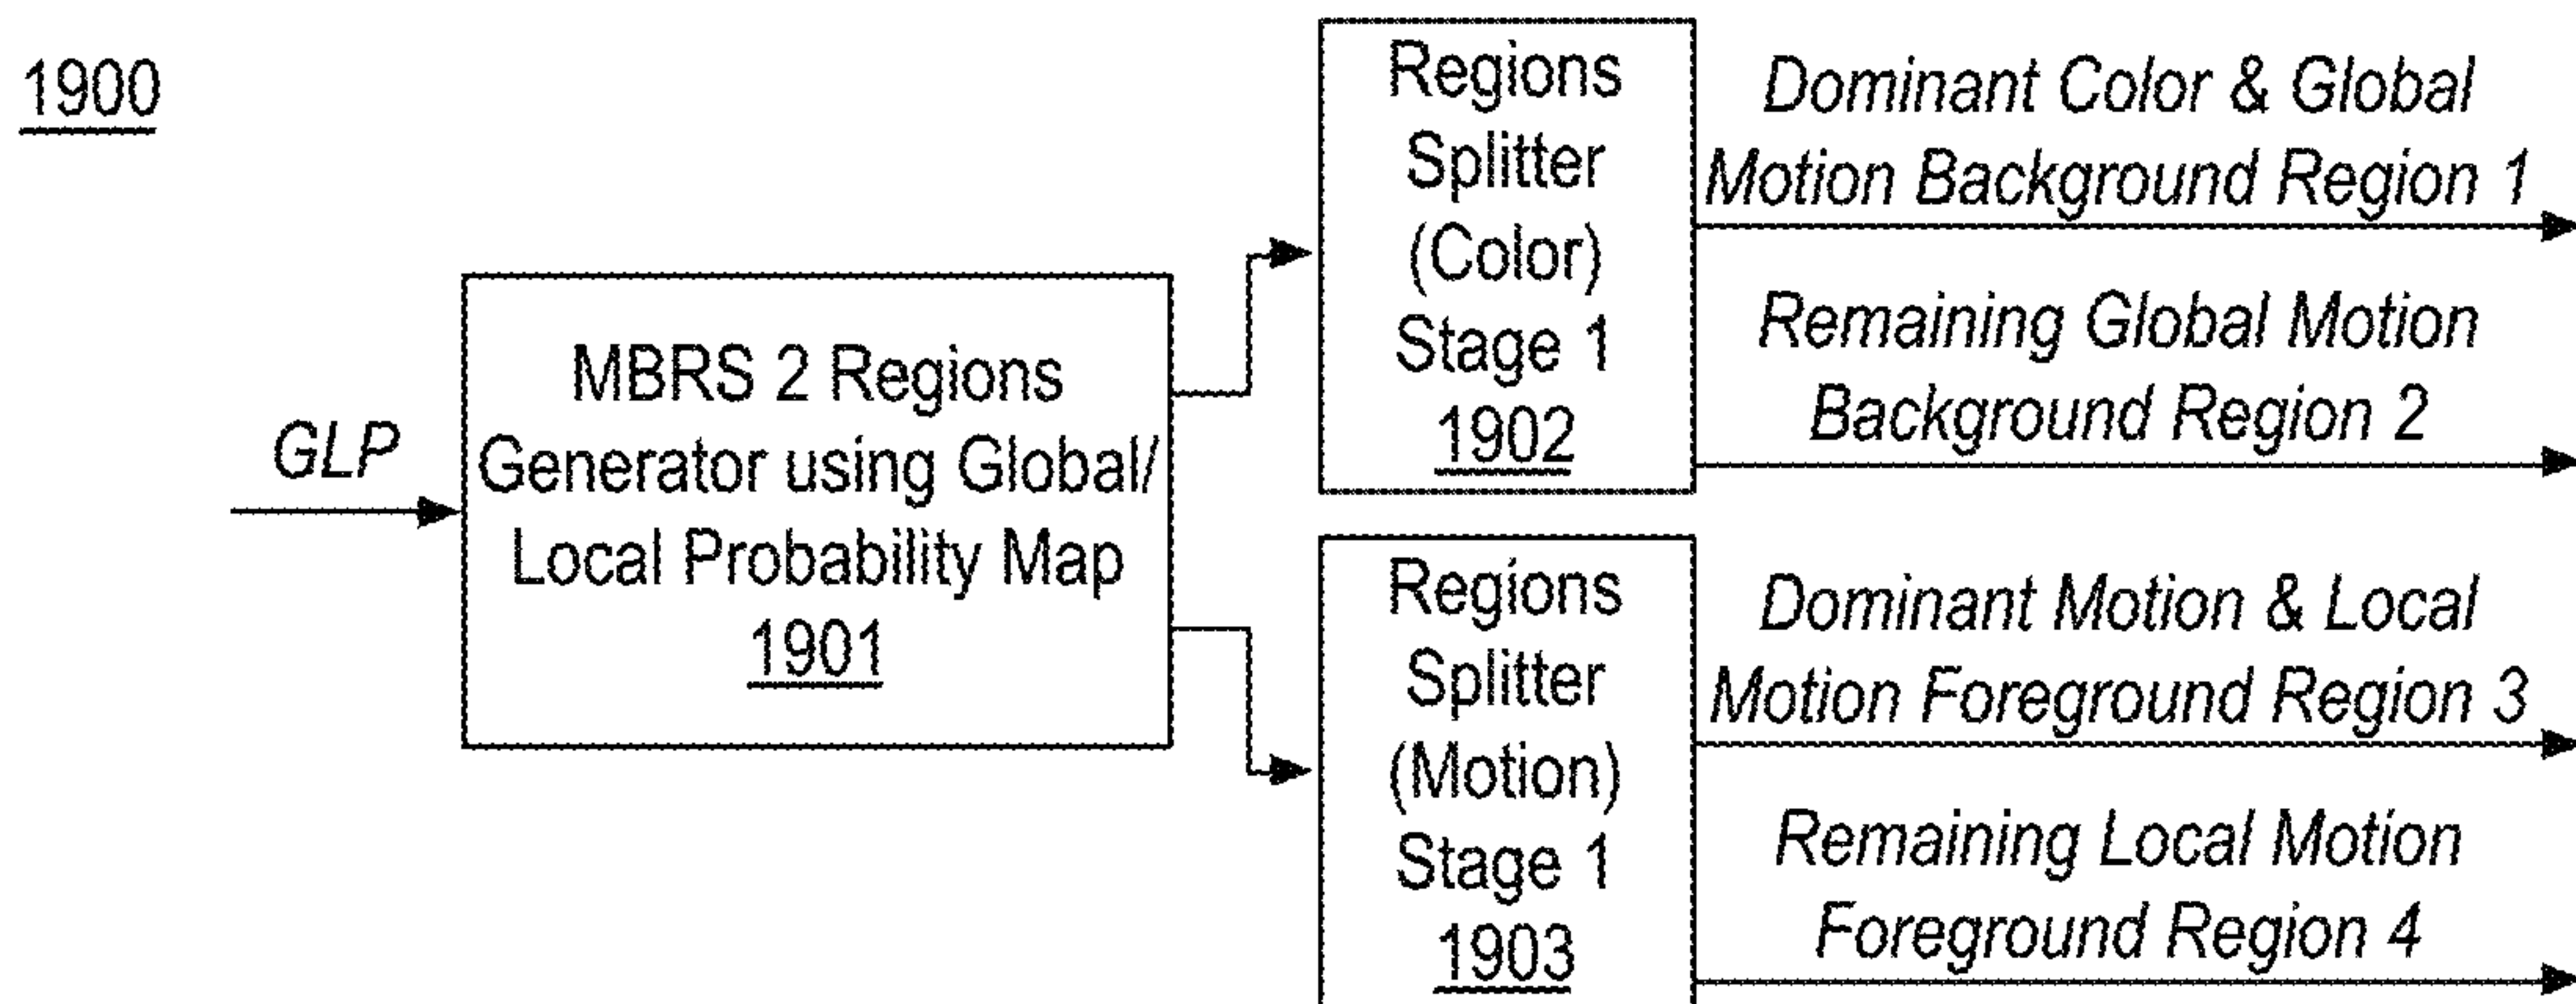 1900
GLP
MBRS 2 Regions
Generator using Global/
Local Probability Map
1901
Regions
Splitter
(Color)
Stage 1
1902
Dominant Color & Global
Motion Background Region 1
Remaining Global Motion
Background Region 2
Regions
Splitter
(Motion)
Stage 1
1903
Dominant Motion & Local
Motion Foreground Region 3
Remaining Local Motion
Foreground Region 4